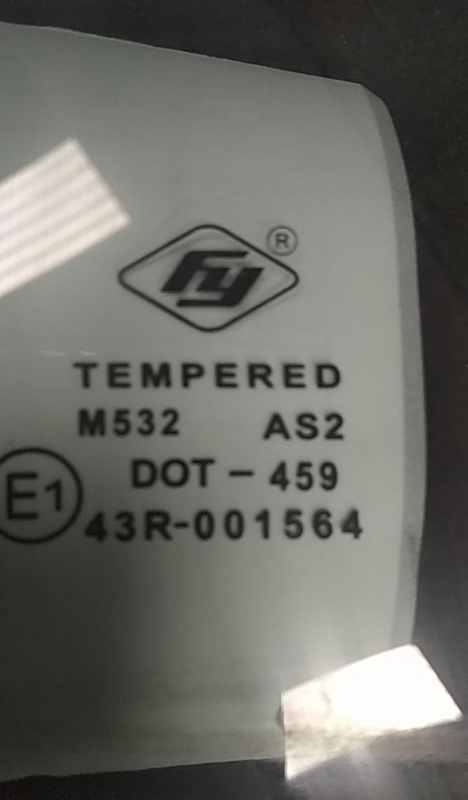 FY ®
TEMPERED
M532 AS2
DOT - 459
E1
43R-001564